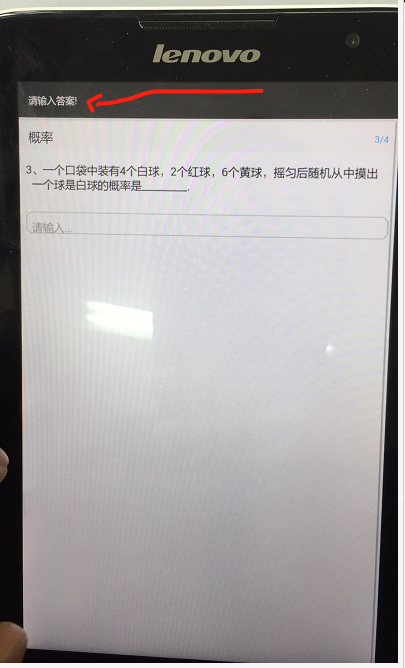 lenovo
请输入答案!
概率
3/4
3、一个口袋中装有4个白球，2个红球，6个黄球，摇匀后随机从中摸出
一个球是白球的概率是________.
请输入...